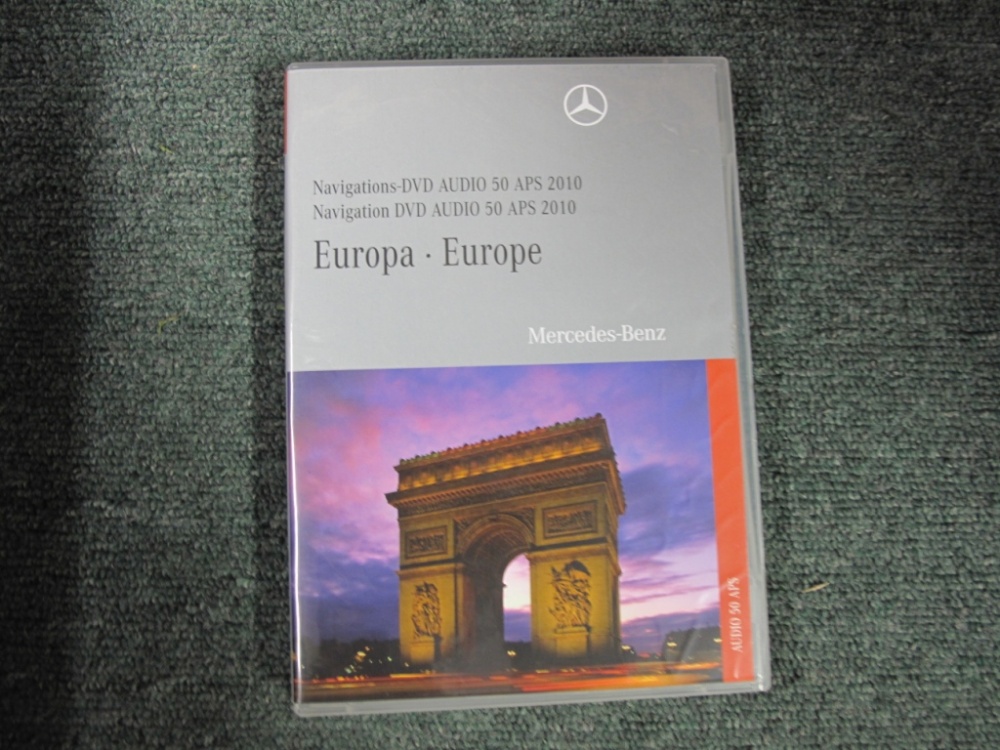 Navigations-DVD AUDIO 50 APS 2010
Navigation DVD AUDIO 50 APS 2010
Europa · Europe
Mercedes-Benz
AUDIO 50 APS